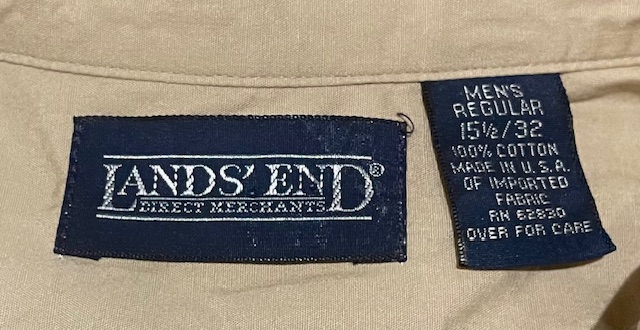 LANDS' END®
DIRECT MERCHANTS
MEN'S
REGULAR
15½/32
100% COTTON
MADE IN U.S.A.
OF IMPORTED
FABRIC
RN 62830
OVER FOR CARE